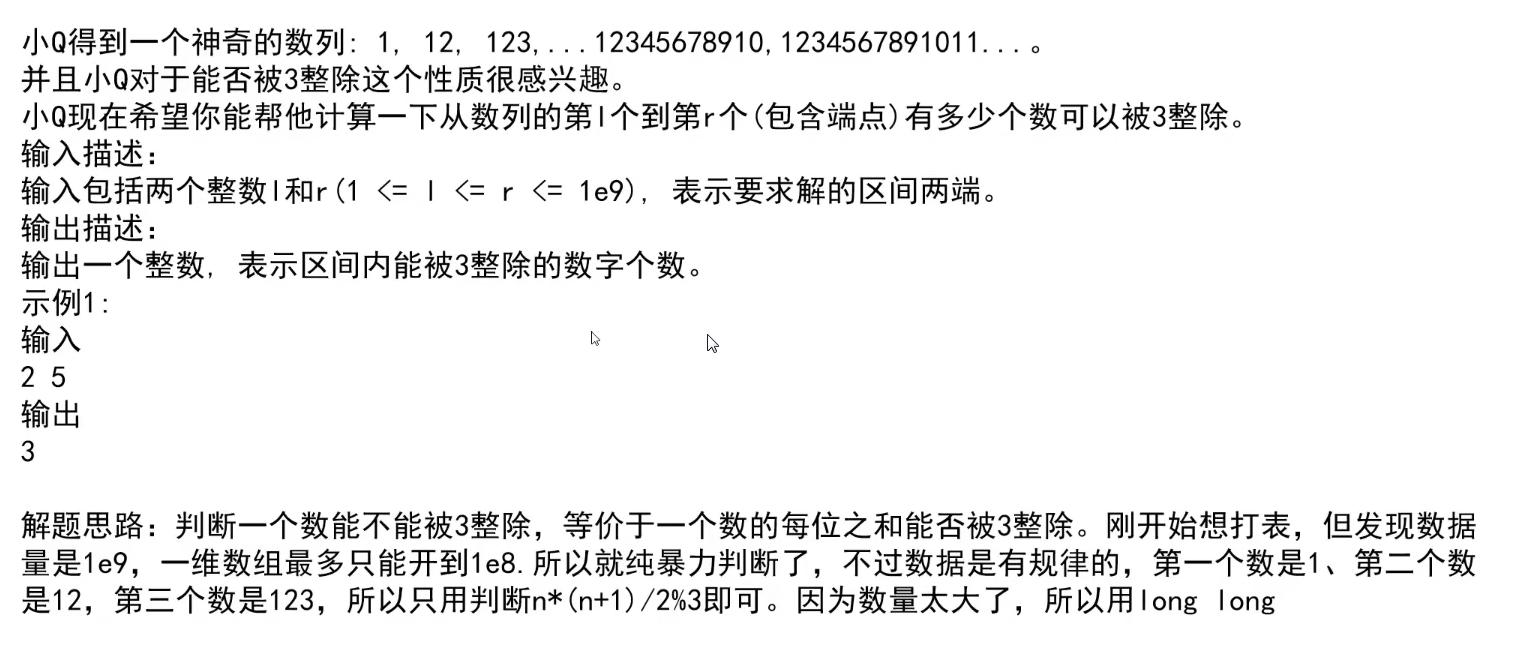 小Q得到一个神奇的数列: 1, 12, 123,...12345678910,1234567891011...。
并且小Q对于能否被3整除这个性质很感兴趣。
小Q现在希望你能帮他计算一下从数列的第l个到第r个(包含端点)有多少个数可以被3整除。
输入描述:
输入包括两个整数l和r(1 <= l <= r <= 1e9), 表示要求解的区间两端。
输出描述:
输出一个整数, 表示区间内能被3整除的数字个数。
示例1:
输入
2 5
输出
3
解题思路: 判断一个数能不能被3整除，等价于一个数的每位之和能否被3整除。刚开始想打表，但发现数据
量是1e9，一维数组最多只能开到1e8.所以就纯暴力判断了，不过数据是有规律的，第一个数是1、第二个数
是12，第三个数是123，所以只用判断n*(n+1)/2%3即可。因为数量太大了，所以用long long